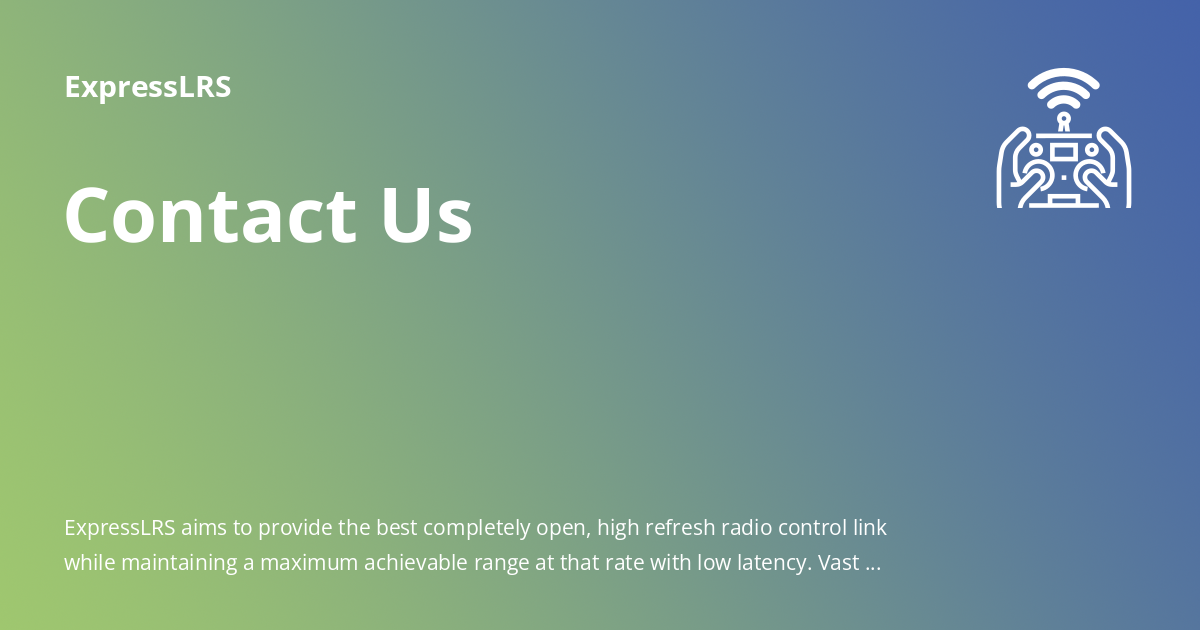 ExpressLRS
Contact Us
ExpressLRS aims to provide the best completely open, high refresh radio control link
while maintaining a maximum achievable range at that rate with low latency. Vast ...